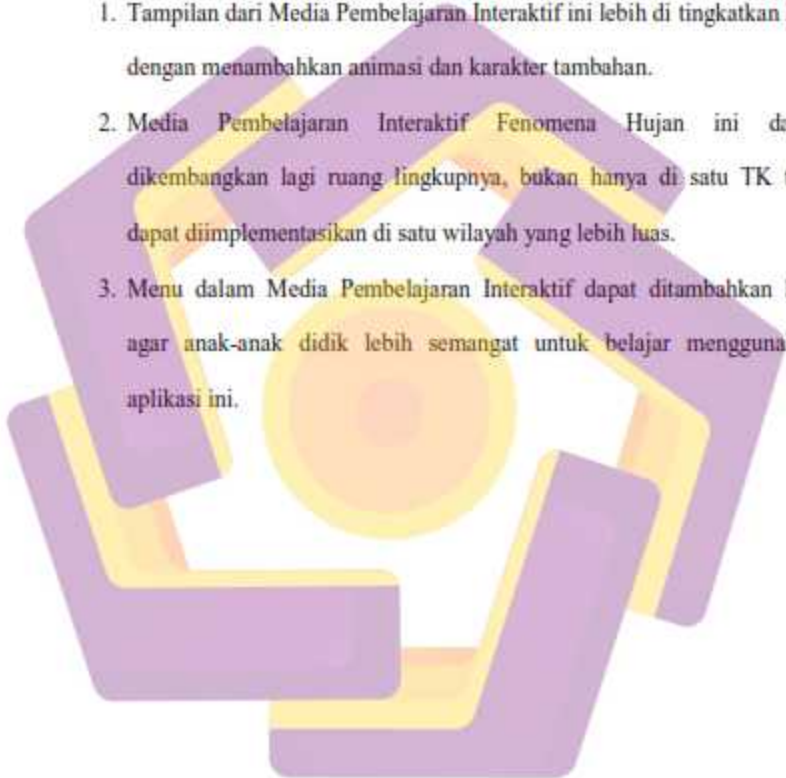 1. Tampilan dari Media Pembelajaran Interaktif ini lebih di tingkatkan
dengan menambahkan animasi dan karakter tambahan.
2. Media Pembelajaran Interaktif Fenomena Hujan ini
dikembangkan lagi ruang lingkupnya, bukan hanya di satu TK
dapat diimplementasikan di satu wilayah yang lebih luas.
3. Menu dalam Media Pembelajaran Interaktif dapat ditambahkan
agar anak-anak didik lebih semangat untuk belajar
aplikasi ini.